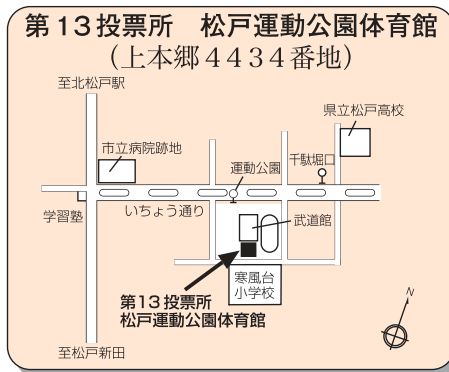 第13投票所　松戸運動公園体育館
（上本郷４４３４番地）
至北松戸駅
県立松戸高校
市立病院跡地
運動公園
千駄堀口
学習塾
いちょう通り
武道館
寒風台
小学校
第13投票所
松戸運動公園体育館
至松戸新田
N